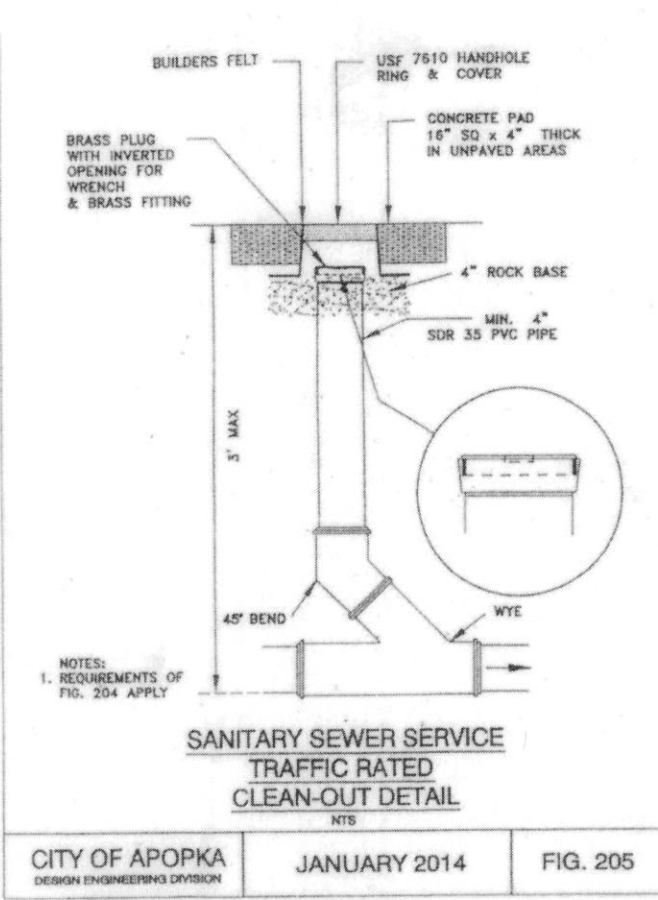 BUILDERS FELT
USF 7610 HANDHOLE
RING & COVER
CONCRETE PAD
16" SQ x 4" THICK
IN UNPAVED AREAS
BRASS PLUG
WITH INVERTED
OPENING FOR
WRENCH
& BRASS FITTING
4" ROCK BASE
MIN. 4"
SDR 35 PVC PIPE
3' MAX
45° BEND
WYE
NOTES:
1. REQUIREMENTS OF
FIG. 204 APPLY
SANITARY SEWER SERVICE
TRAFFIC RATED
CLEAN-OUT DETAIL
NTS
CITY OF APOPKA
DESIGN ENGINEERING DIVISION
JANUARY 2014
FIG. 205